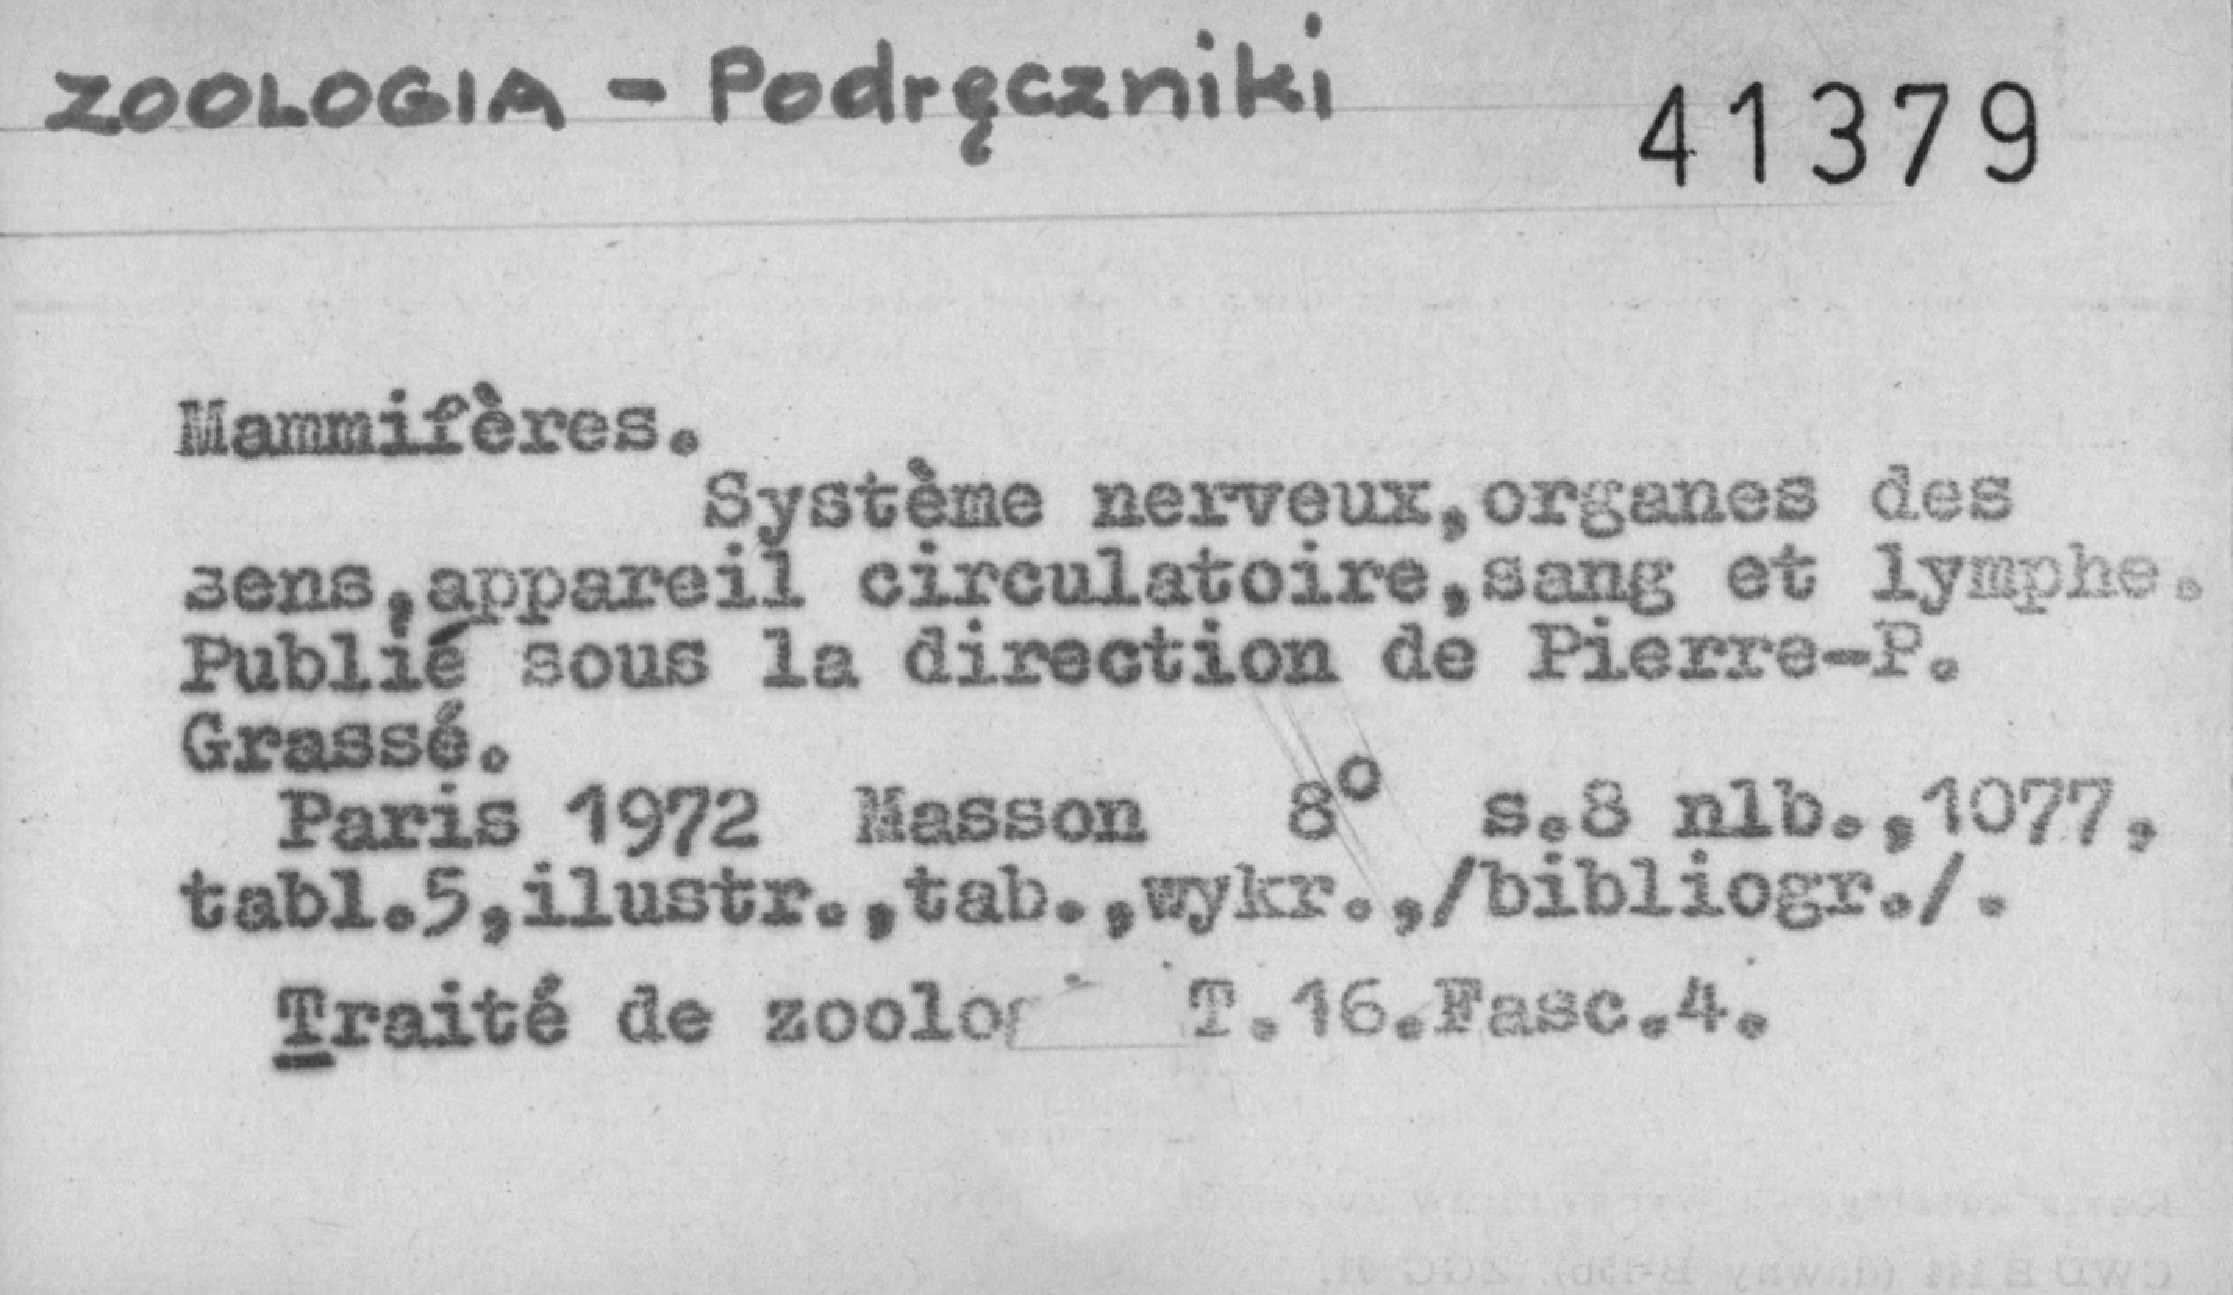 ZOOLOGIA - Podręczniki 41379
Mammifères.
Système nerveux,organes des
sens,appareil circulatoire,sang et lymphe.
Publié sous la direction de Pierre-P.
Grassé.
Paris 1972 Masson 8° s.8 nlb.,1077,
tabl.5,ilustr.,tab.,wykr.,/bibliogr./.
Traité de zoolog T.16.Fasc.4.